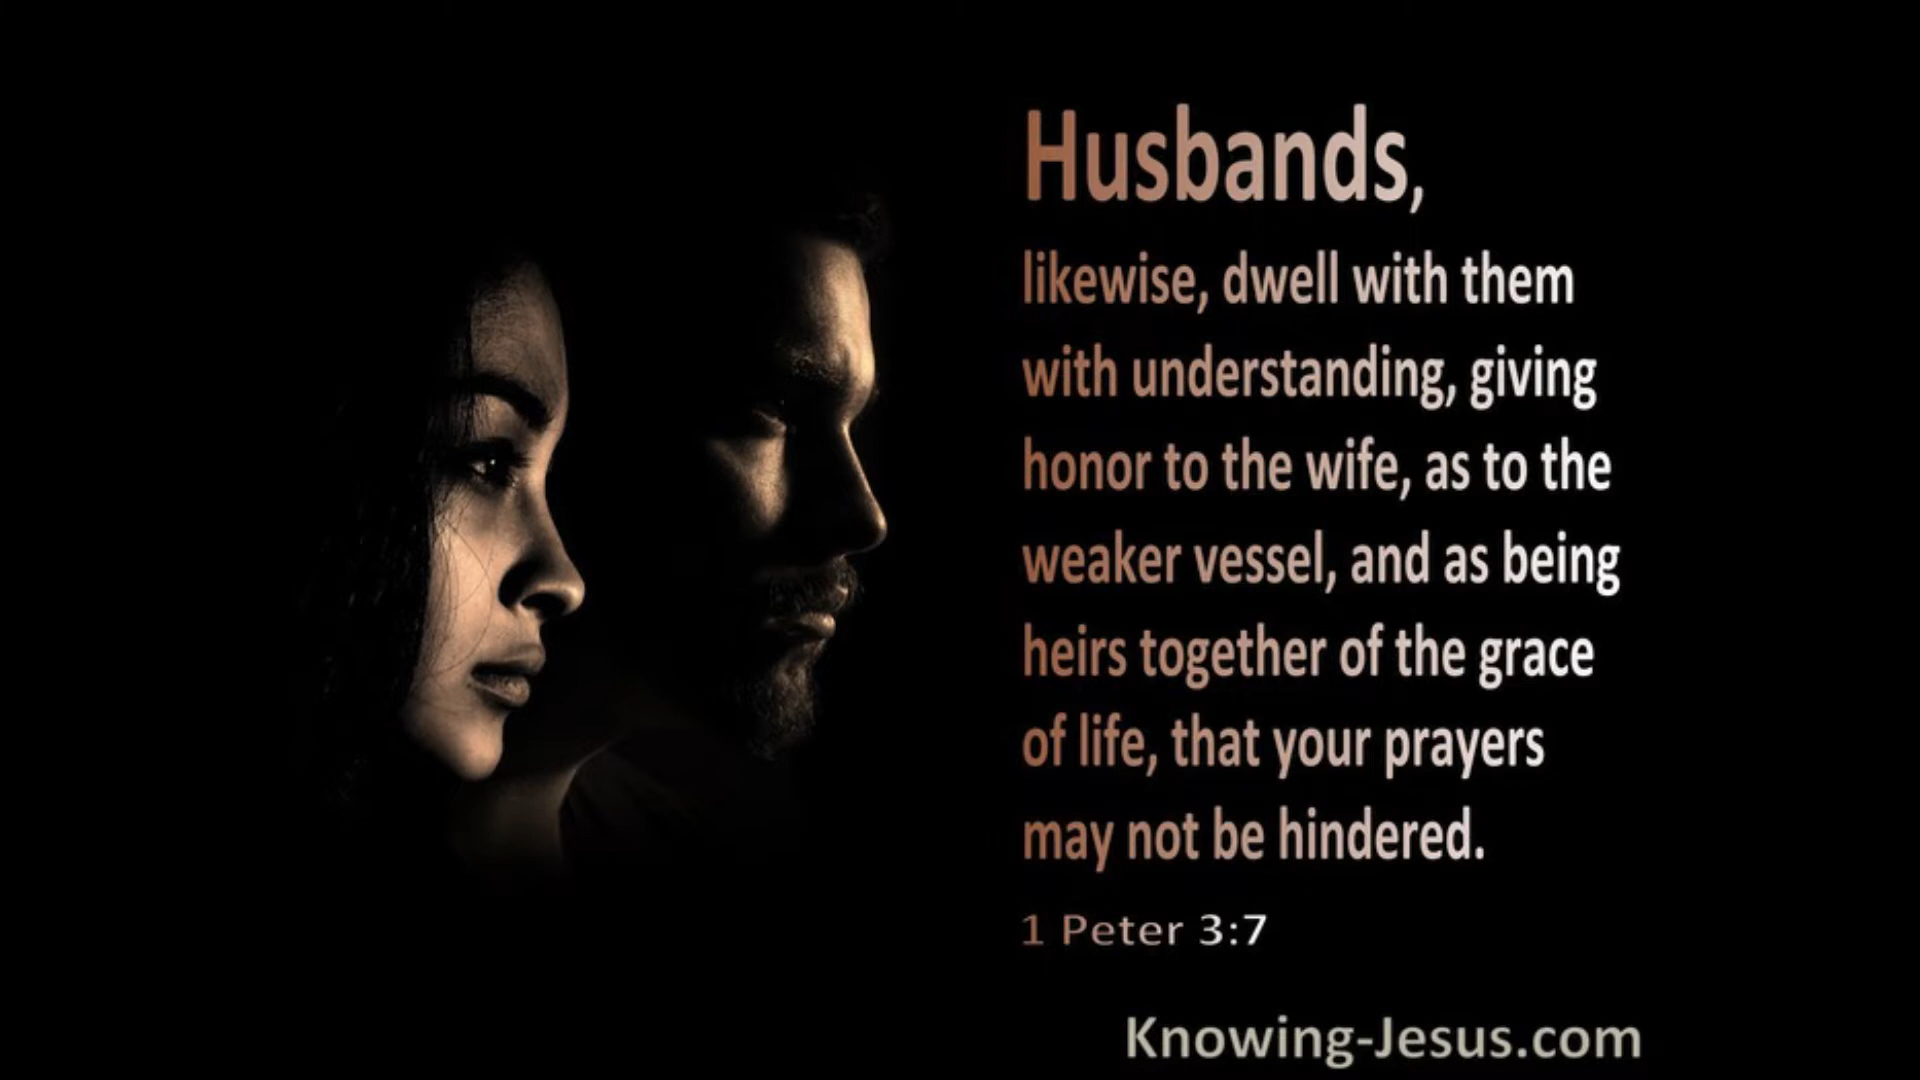 Husbands,
likewise, dwell with them
with understanding, giving
honor to the wife, as to the
weaker vessel, and as being
heirs together of the grace
of life, that your prayers
may not be hindered.
1 Peter 3:7
Knowing-Jesus.com